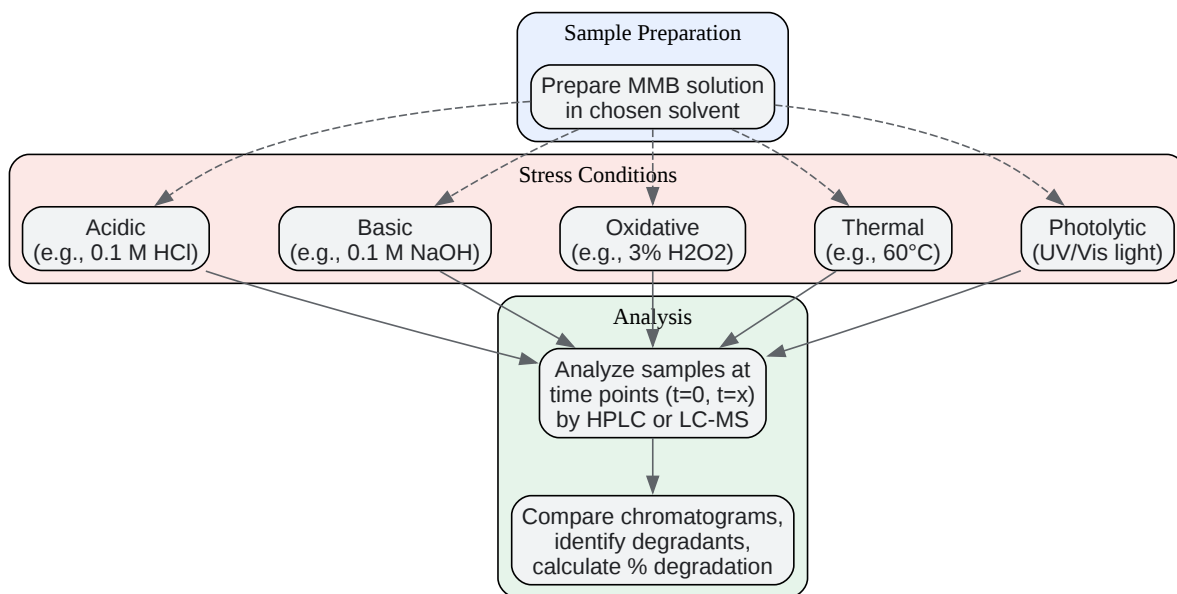 Sample Preparation
Prepare MMB solution
in chosen solvent
Stress Conditions
Acidic
(e.g., 0.1 M HCl)
Basic
(e.g., 0.1 M NaOH)
Oxidative
(e.g., 3% H2O2)
Thermal
(e.g., 60°C)
Photolytic
(UV/Vis light)
Analysis
Analyze samples at
time points (t=0, t=x)
by HPLC or LC-MS
Compare chromatograms,
identify degradants,
calculate % degradation